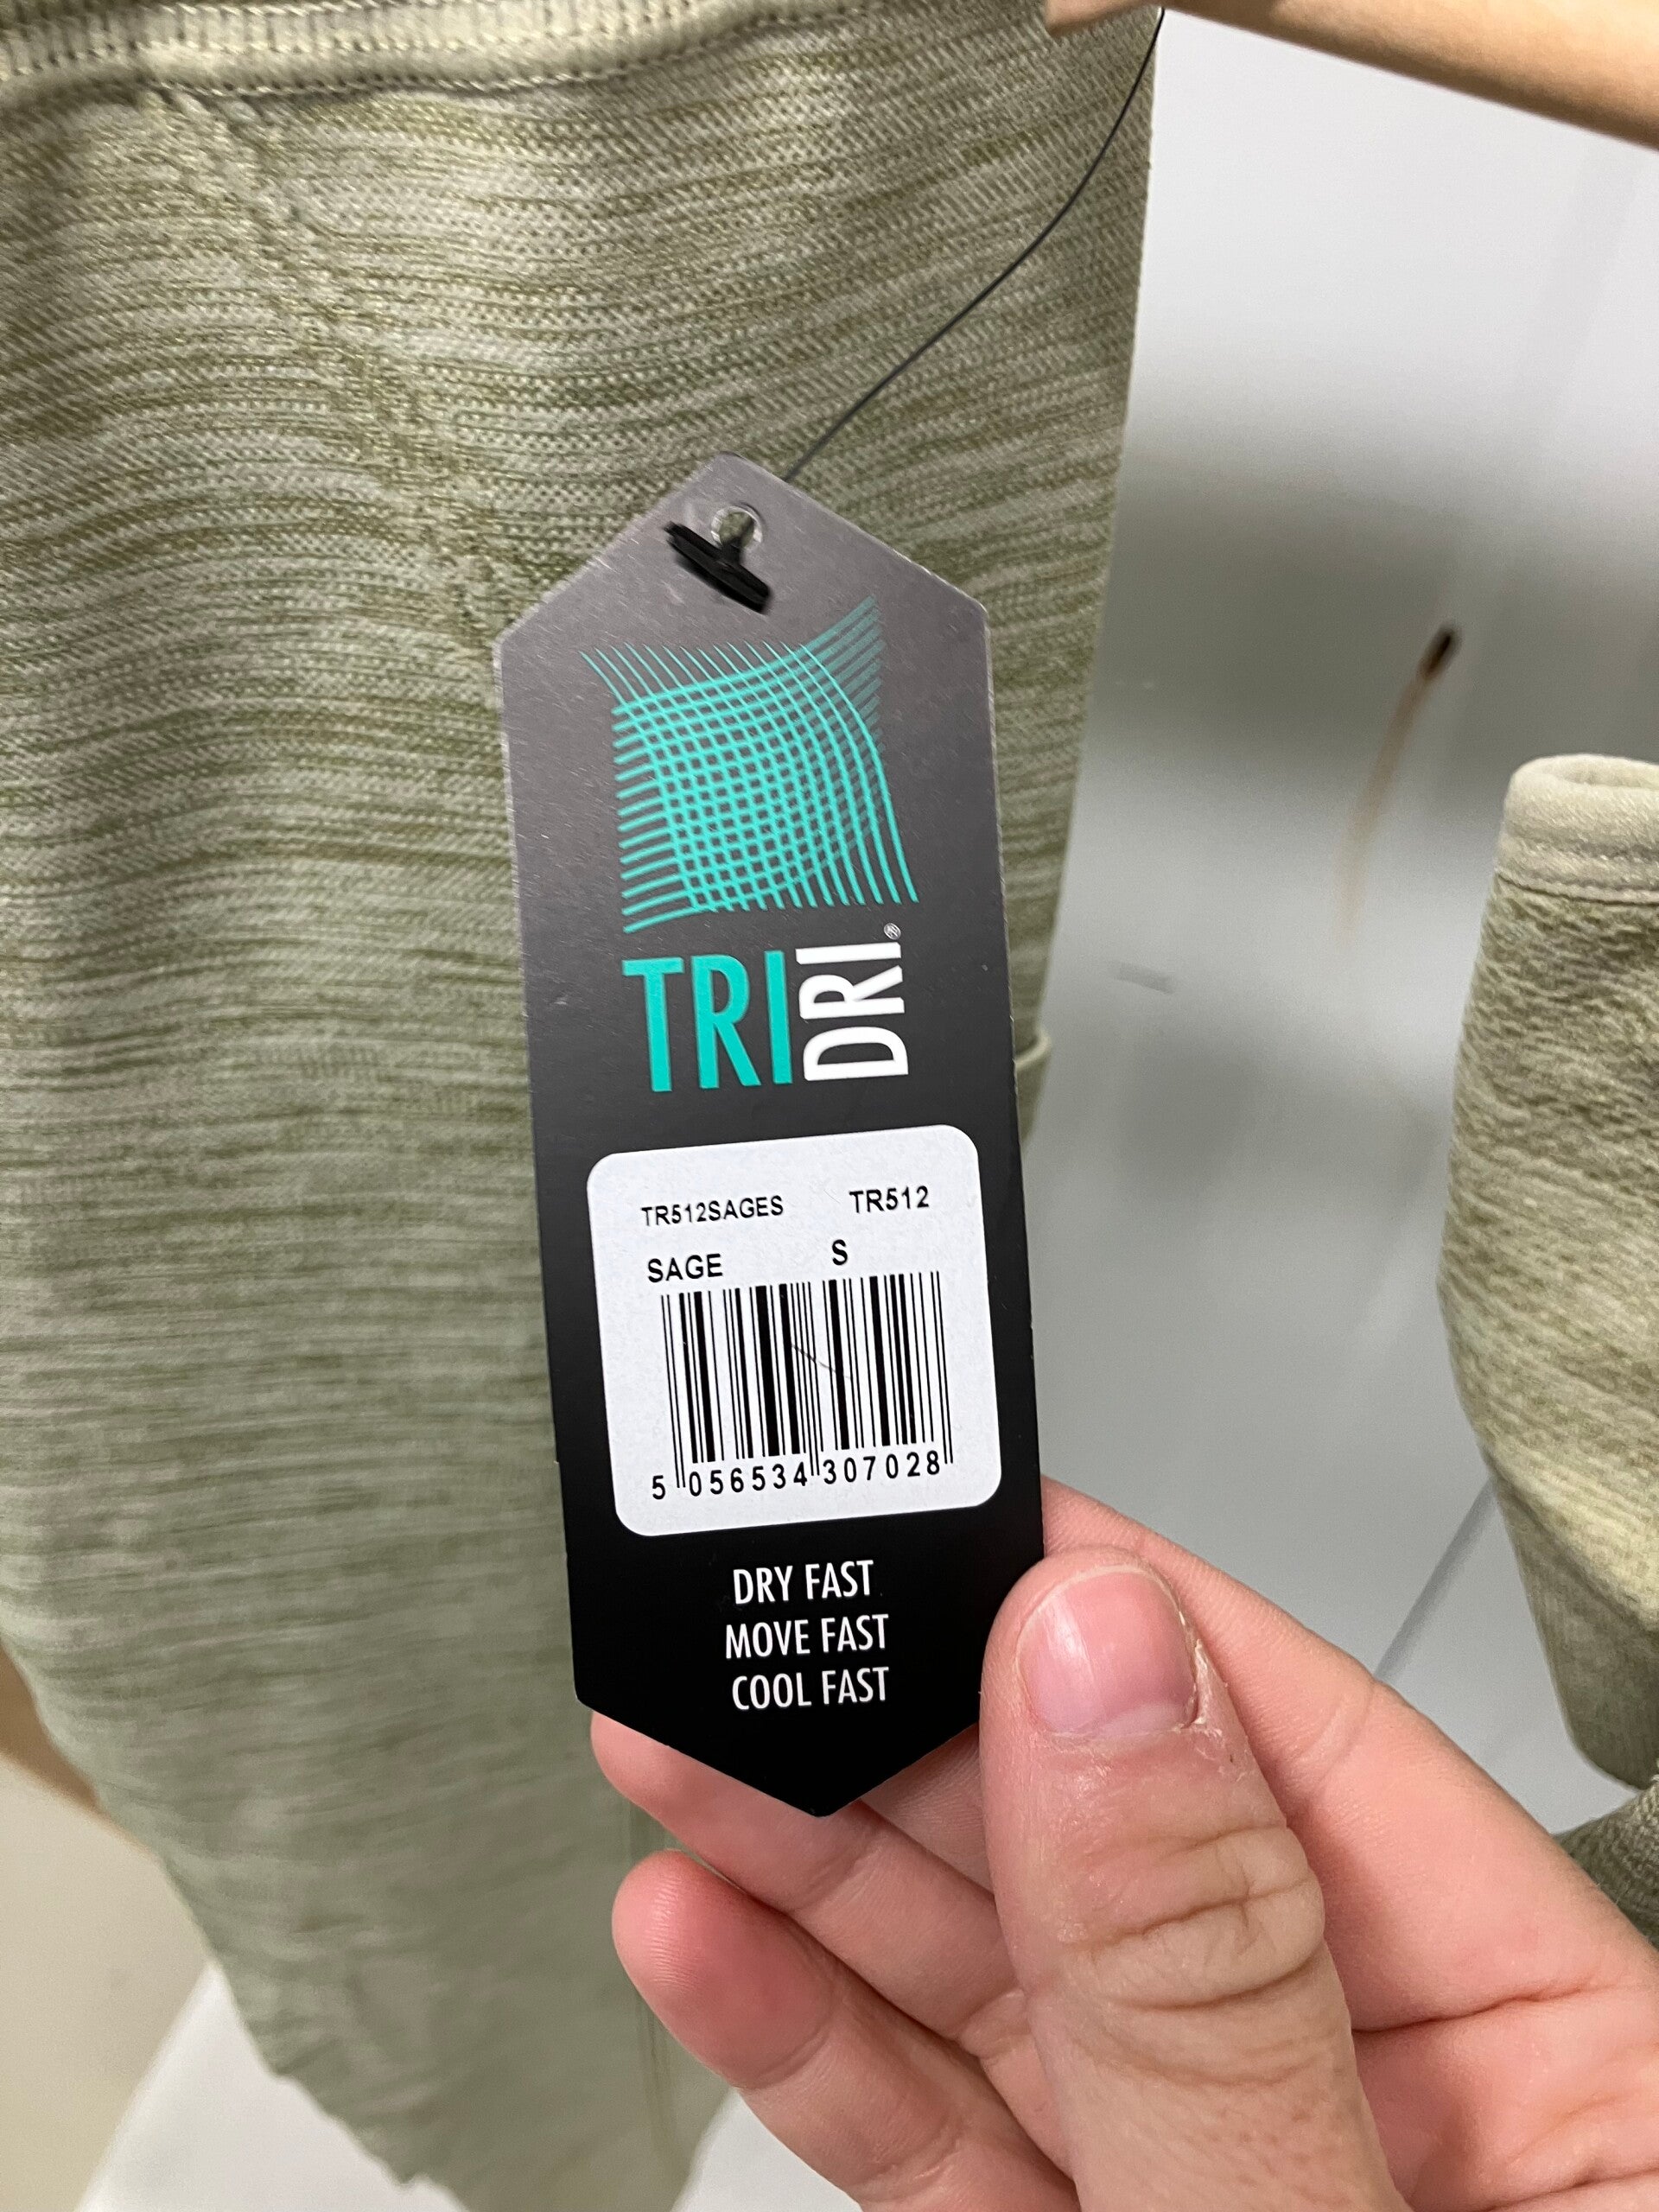 TRI DRI®
TR512SAGES TR512
SAGE S
5 056534 307028
DRY FAST
MOVE FAST
COOL FAST